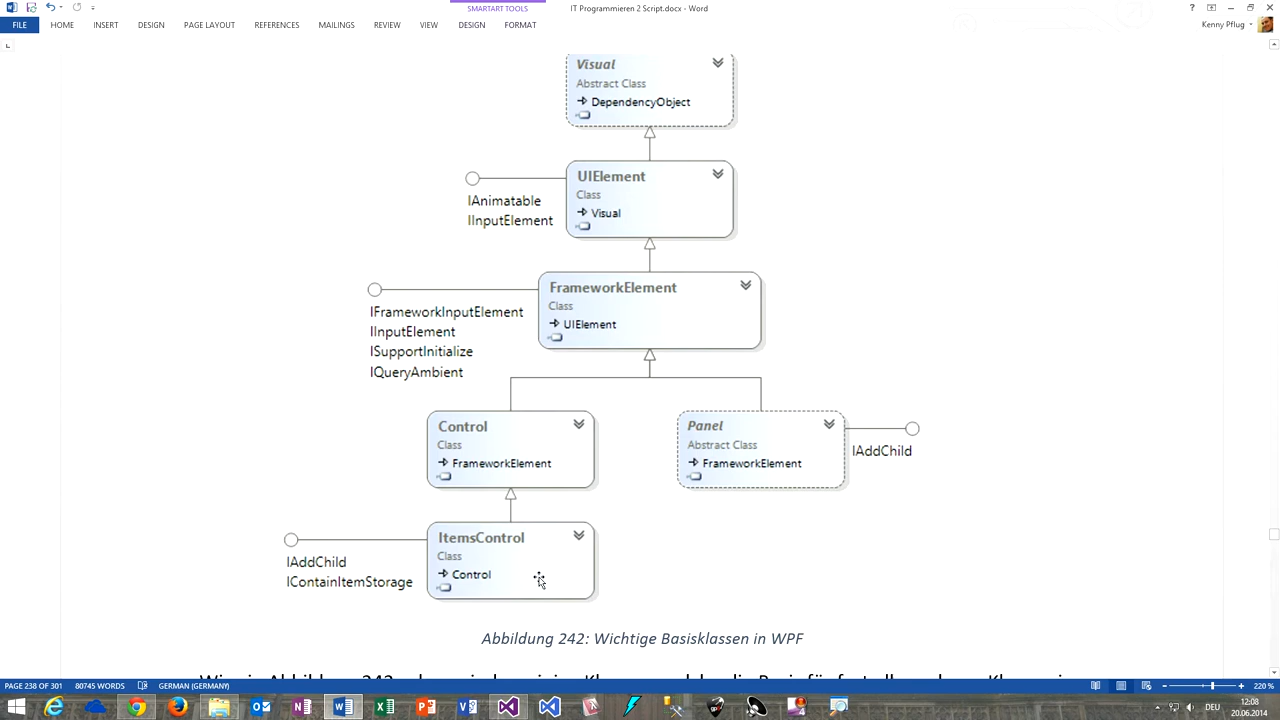 SMARTART TOOLS
IT Programmieren 2 Script.docx - Word
FILE
HOME
INSERT
DESIGN
PAGE LAYOUT
REFERENCES
MAILINGS
REVIEW
VIEW
DESIGN
FORMAT
Kenny Pflug
Visual
Abstract Class
DependencyObject
UIElement
Class
Visual
IAnimatable
IInputElement
FrameworkElement
Class
UIElement
IFrameworkInputElement
IInputElement
ISupportInitialize
IQueryAmbient
Control
Class
FrameworkElement
Panel
Abstract Class
FrameworkElement
IAddChild
ItemsControl
Class
Control
IAddChild
IContainItemStorage
Abbildung 242: Wichtige Basisklassen in WPF
PAGE 238 OF 301
80745 WORDS
GERMAN (GERMANY)
220 %
DEU
12:08
20.06.2014